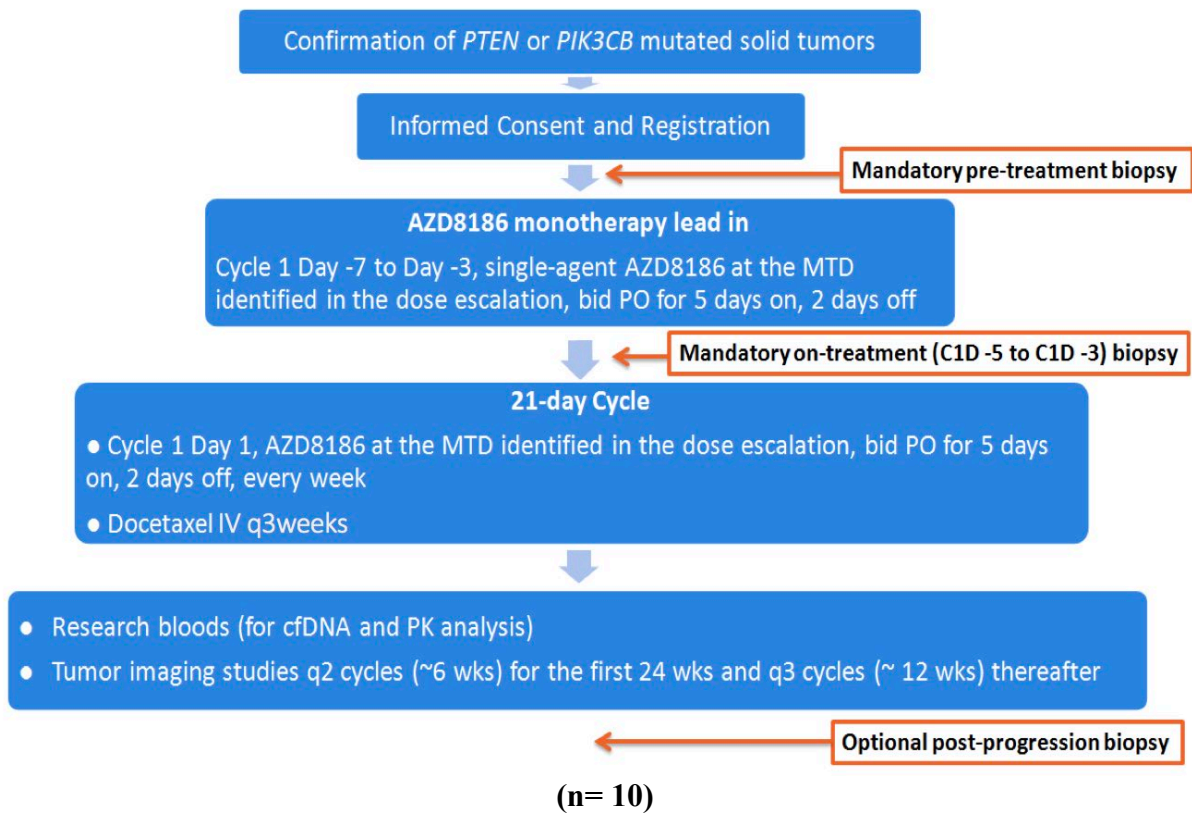 Confirmation of PTEN or PIK3CB mutated solid tumors
Informed Consent and Registration
Mandatory pre-treatment biopsy
AZD8186 monotherapy lead in
Cycle 1 Day -7 to Day -3, single-agent AZD8186 at the MTD
identified in the dose escalation, bid PO for 5 days on, 2 days off
Mandatory on-treatment (C1D -5 to C1D -3) biopsy
21-day Cycle
● Cycle 1 Day 1, AZD8186 at the MTD identified in the dose escalation, bid PO for 5 days
on, 2 days off, every week
● Docetaxel IV q3weeks
● Research bloods (for cfDNA and PK analysis)
● Tumor imaging studies q2 cycles (~6 wks) for the first 24 wks and q3 cycles (~ 12 wks) thereafter
Optional post-progression biopsy
(n= 10)